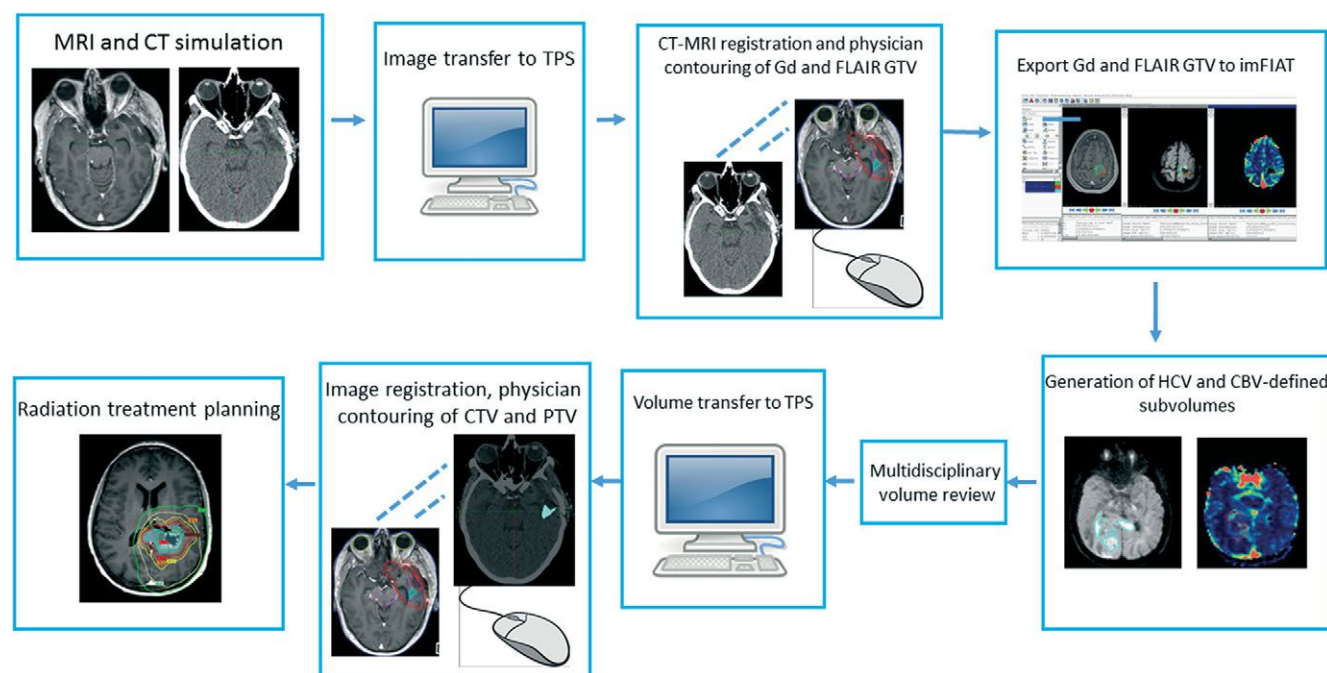 MRI and CT simulation
Image transfer to TPS
CT-MRI registration and physician
contouring of Gd and FLAIR GTV
Export Gd and FLAIR GTV to imFIAT
Generation of HCV and CBV-defined
subvolumes
Multidisciplinary
volume review
Volume transfer to TPS
Image registration, physician
contouring of CTV and PTV
Radiation treatment planning